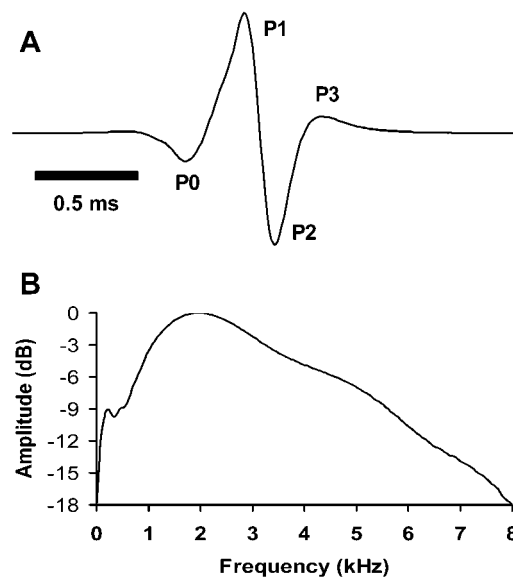 A
P1
P3
P0
0.5 ms
P2
B
Amplitude (dB)
0
-3
-6
-9
-12
-15
-18
0 1 2 3 4 5 6 7 8
Frequency (kHz)